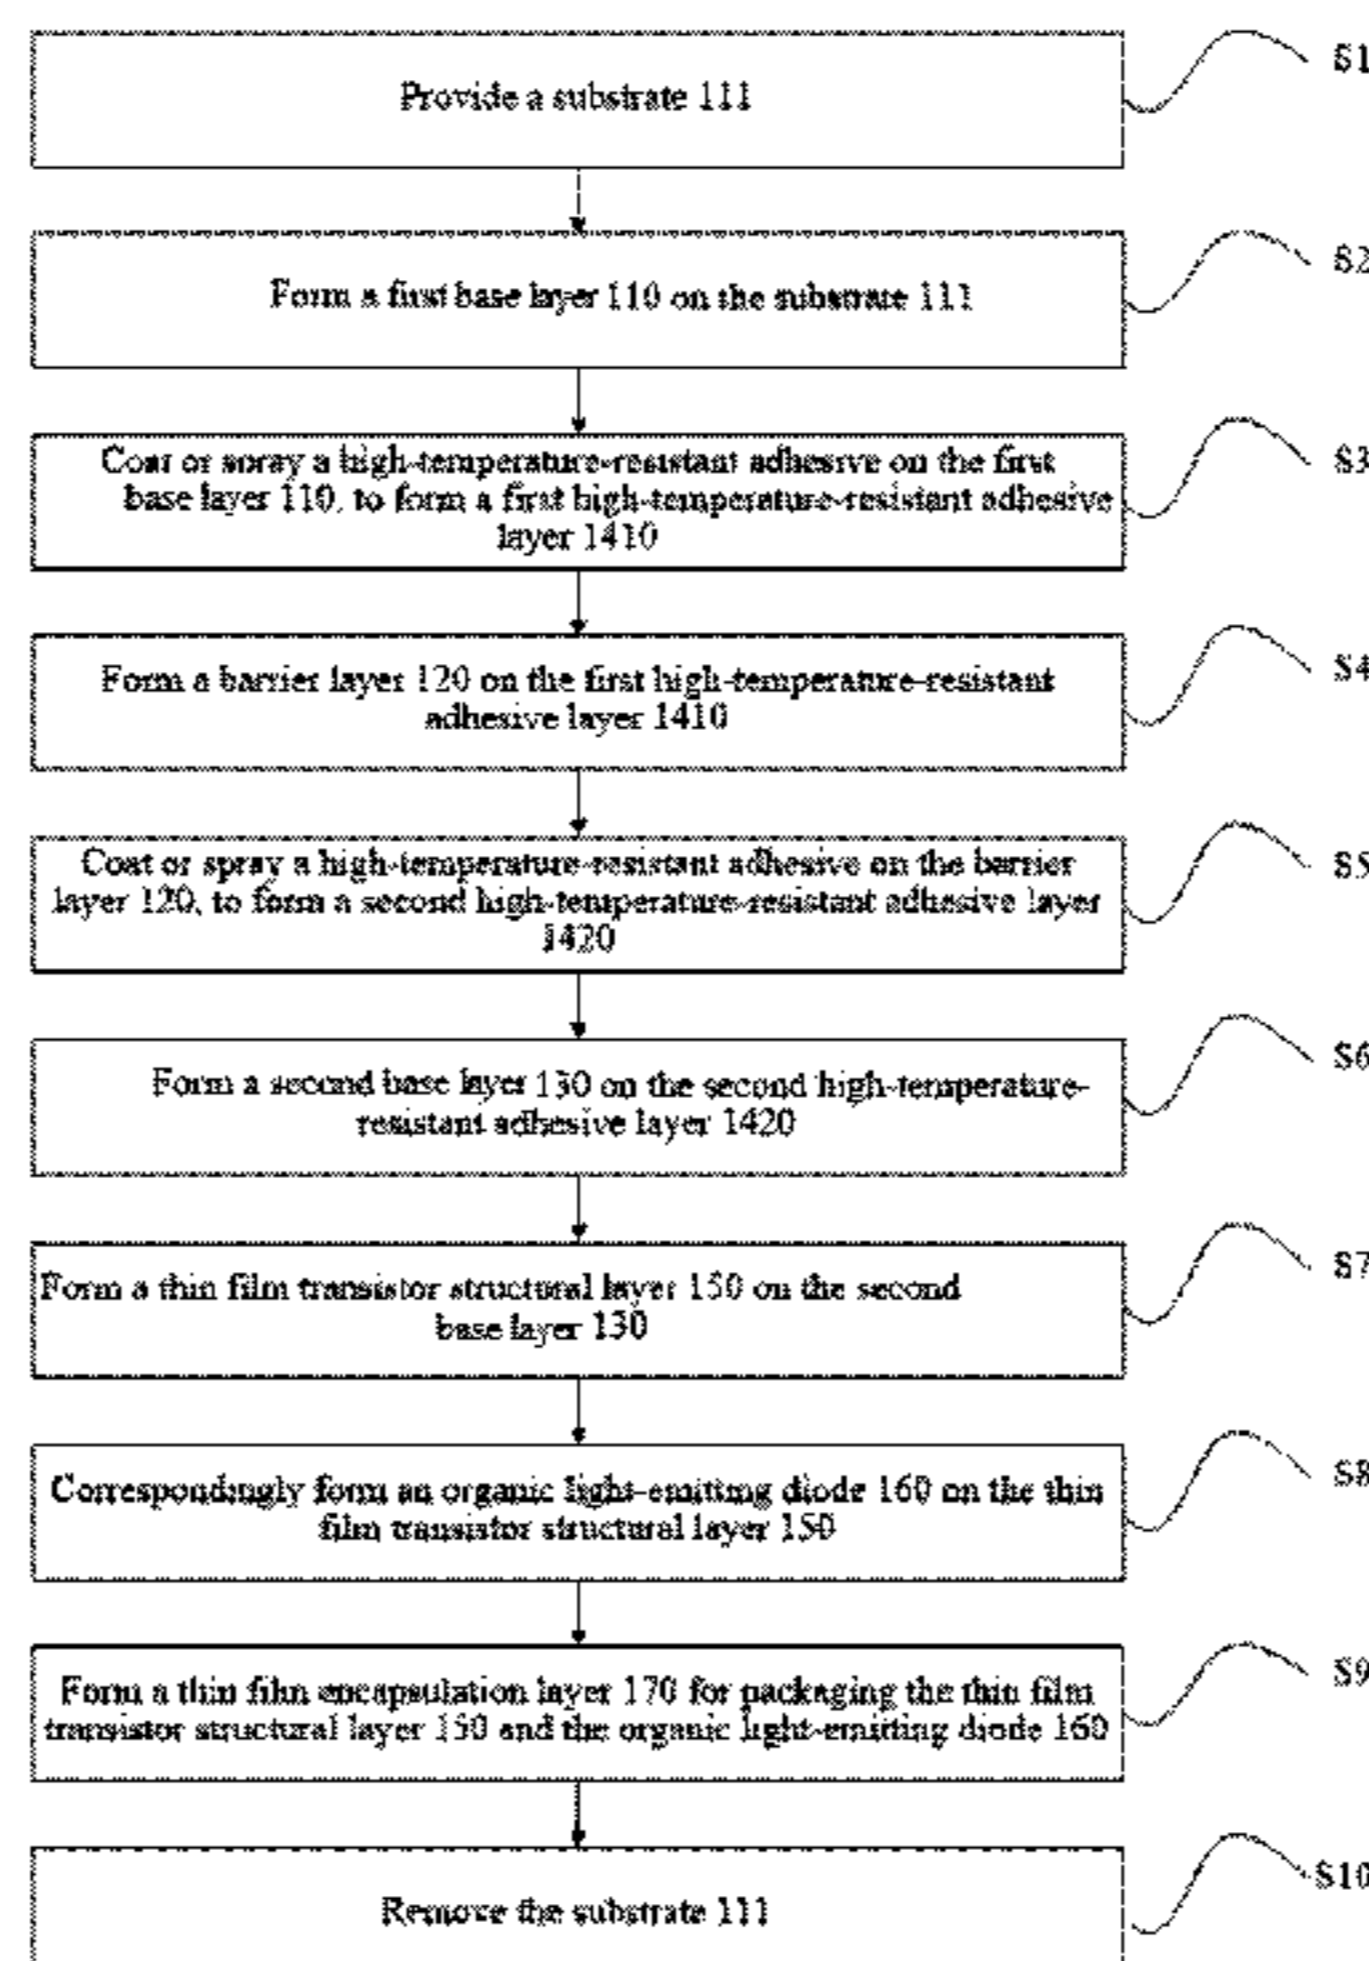 Provide a substrate 111
S1
Form a first base layer 110 on the substrate 111
S2
Coat or spray a high-temperature-resistant adhesive on the first
base layer 110, to form a first high-temperature-resistant adhesive
layer 1410
S3
Form a barrier layer 120 on the first high-temperature-resistant
adhesive layer 1410
S4
Coat or spray a high-temperature-resistant adhesive on the barrier
layer 120, to form a second high-temperature-resistant adhesive layer
1420
S5
Form a second base layer 130 on the second high-temperature-
resistant adhesive layer 1420
S6
Form a thin film transistor structural layer 150 on the second
base layer 130
S7
Correspondingly form an organic light-emitting diode 160 on the thin
film transistor structural layer 150
S8
Form a thin film encapsulation layer 170 for packaging the thin film
transistor structural layer 150 and the organic light-emitting diode 160
S9
Remove the substrate 111
S10